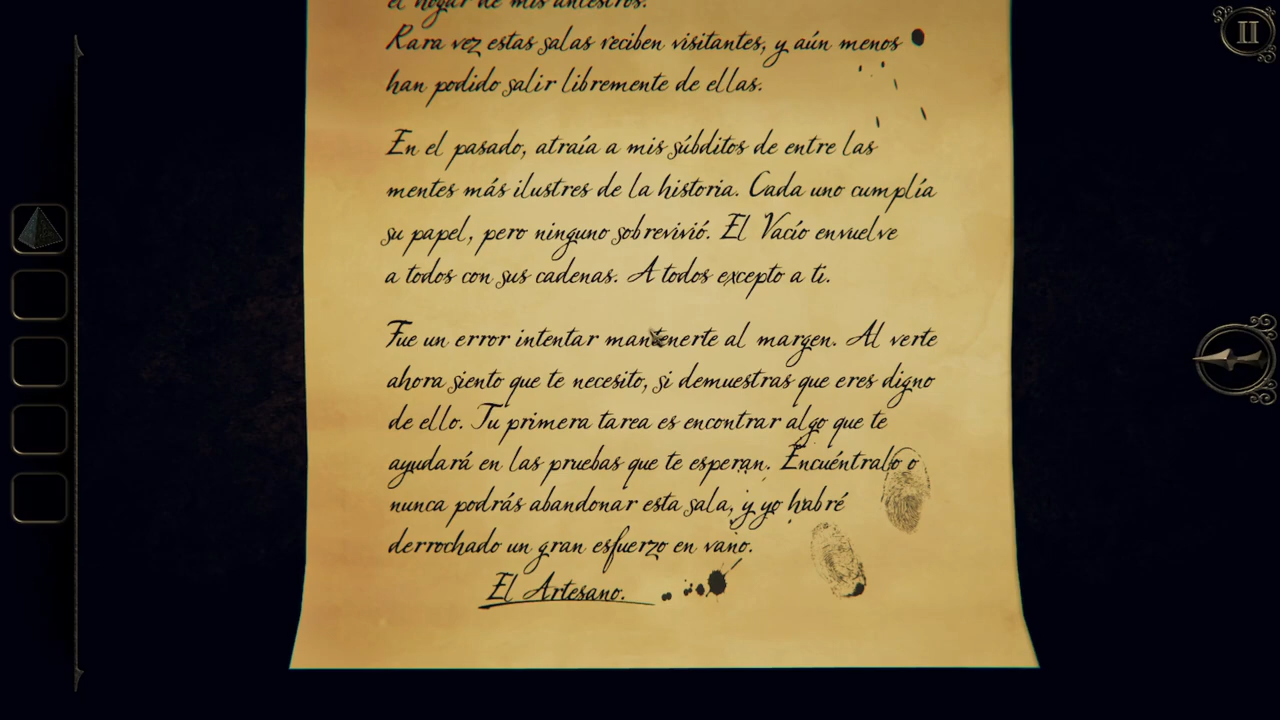 el hogar de mis ancestros.
Rara vez estas salas reciben visitantes, y aún menos
han podido salir libremente de ellas.
En el pasado, atraía a mis súbditos de entre las
mentes más ilustres de la historia. Cada uno cumplía
su papel, pero ninguno sobrevivió. El Vacío envuelve
a todos con sus cadenas. A todos excepto a ti.
Fue un error intentar mantenerte al margen. Al verte
ahora siento que te necesito, si demuestras que eres digno
de ello. Tu primera tarea es encontrar algo que te
ayudará en las pruebas que te esperan. Encuéntralo o
nunca podrás abandonar esta sala, y yo habré
derrochado un gran esfuerzo en vano.
El Artesano.